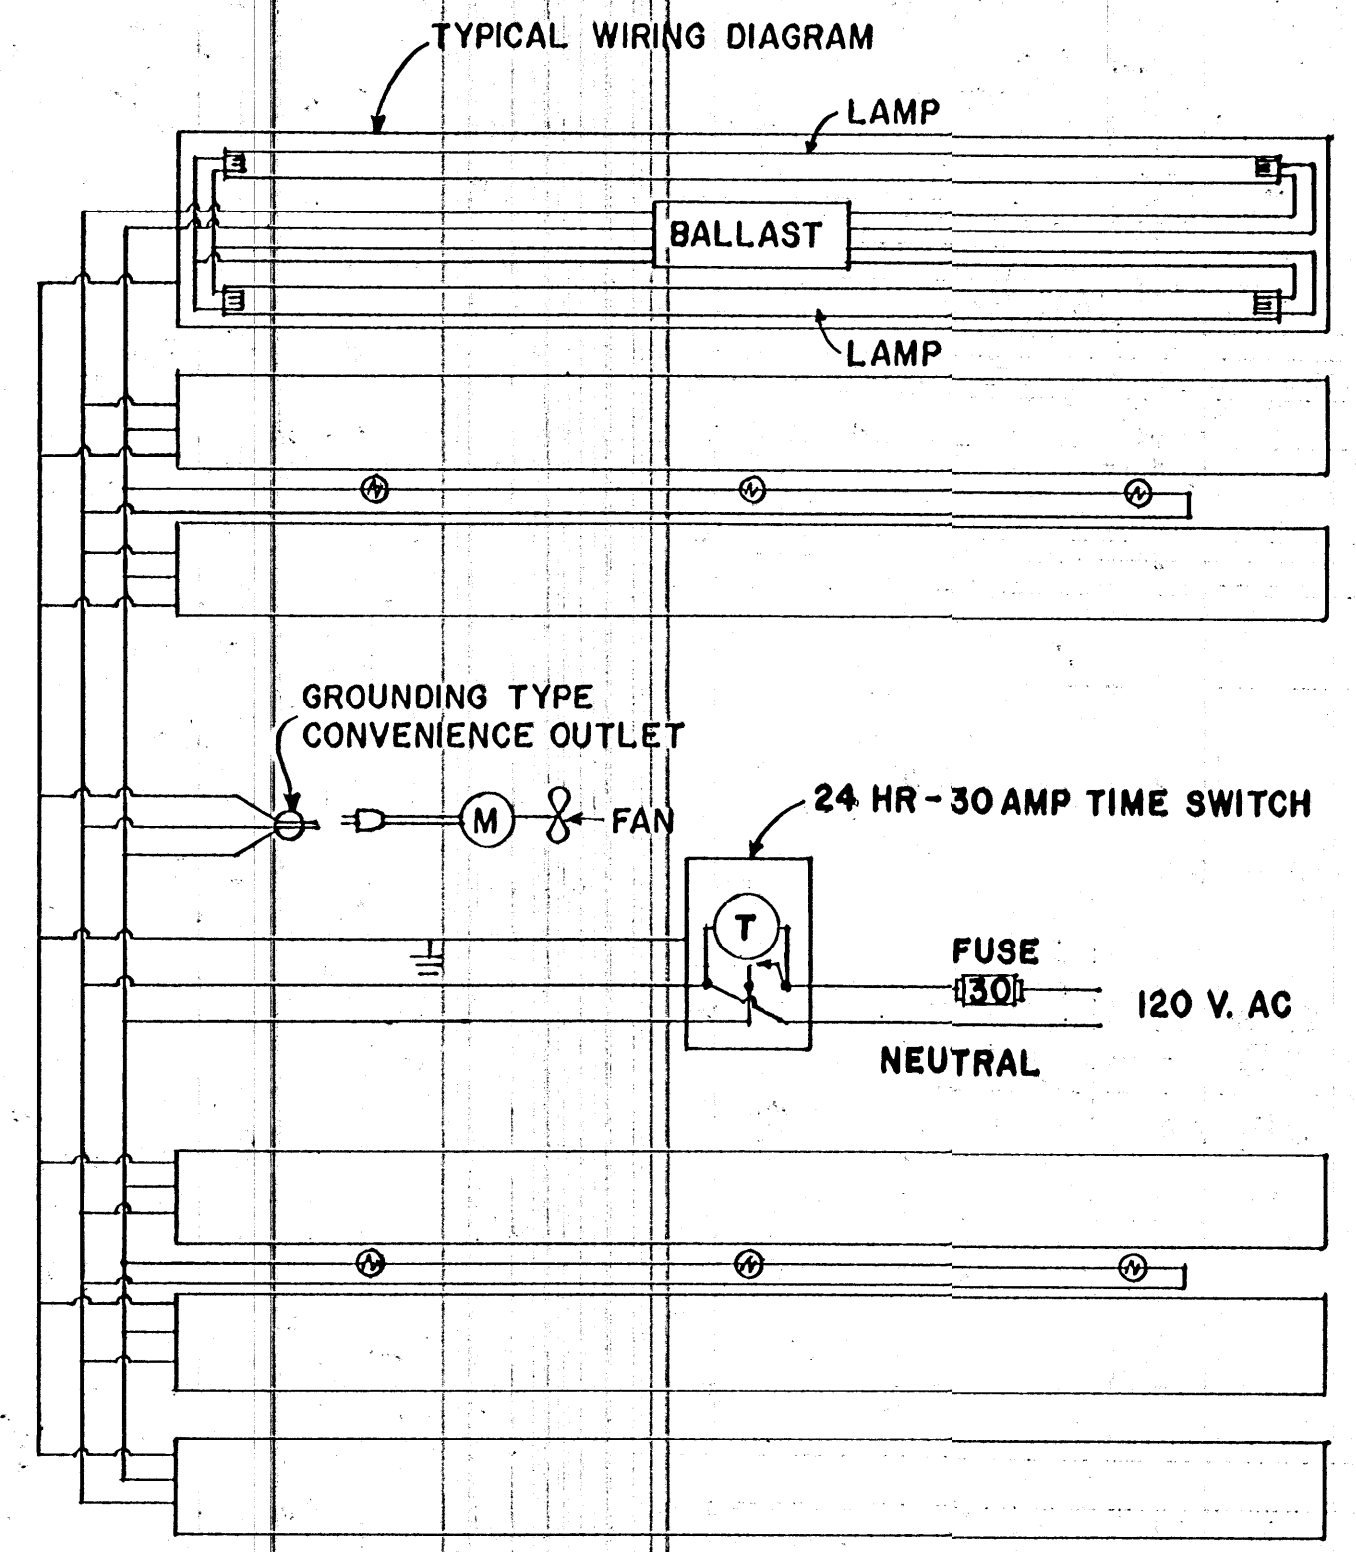 TYPICAL WIRING DIAGRAM
LAMP
BALLAST
LAMP
GROUNDING TYPE
CONVENIENCE OUTLET
24 HR-30 AMP TIME SWITCH
M
FAN
T
FUSE
30
120 V. AC
NEUTRAL